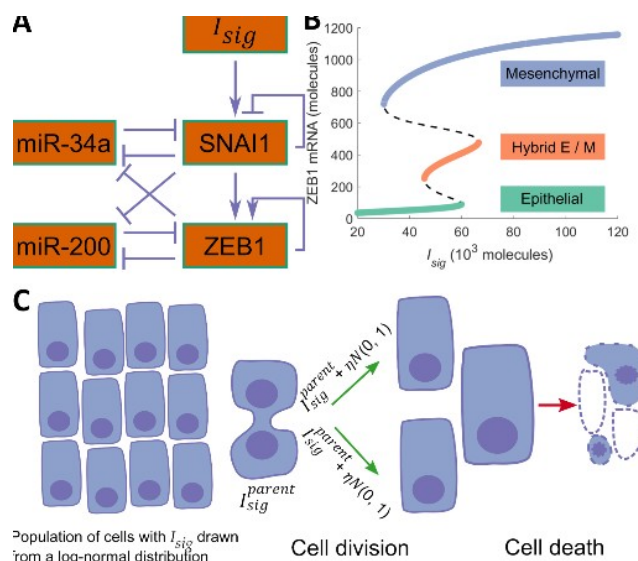 A
I_sig
miR-34a
SNAI1
miR-200
ZEB1
B
ZEB1 mRNA (molecules)
1200
1000
800
600
400
200
0
Mesenchymal
Hybrid E / M
Epithelial
20
40
60
80
100
120
I_sig (10^3 molecules)
C
I_sig^parent + ηN(0, 1)
I_sig^parent + ηN(0, 1)
I_sig^parent
Population of cells with I_sig drawn
from a log-normal distribution
Cell division
Cell death